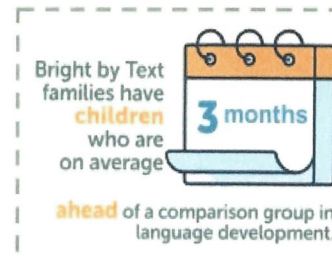 Bright by Text
families have
children
who are
on average
3 months
ahead of a comparison group in
language development.